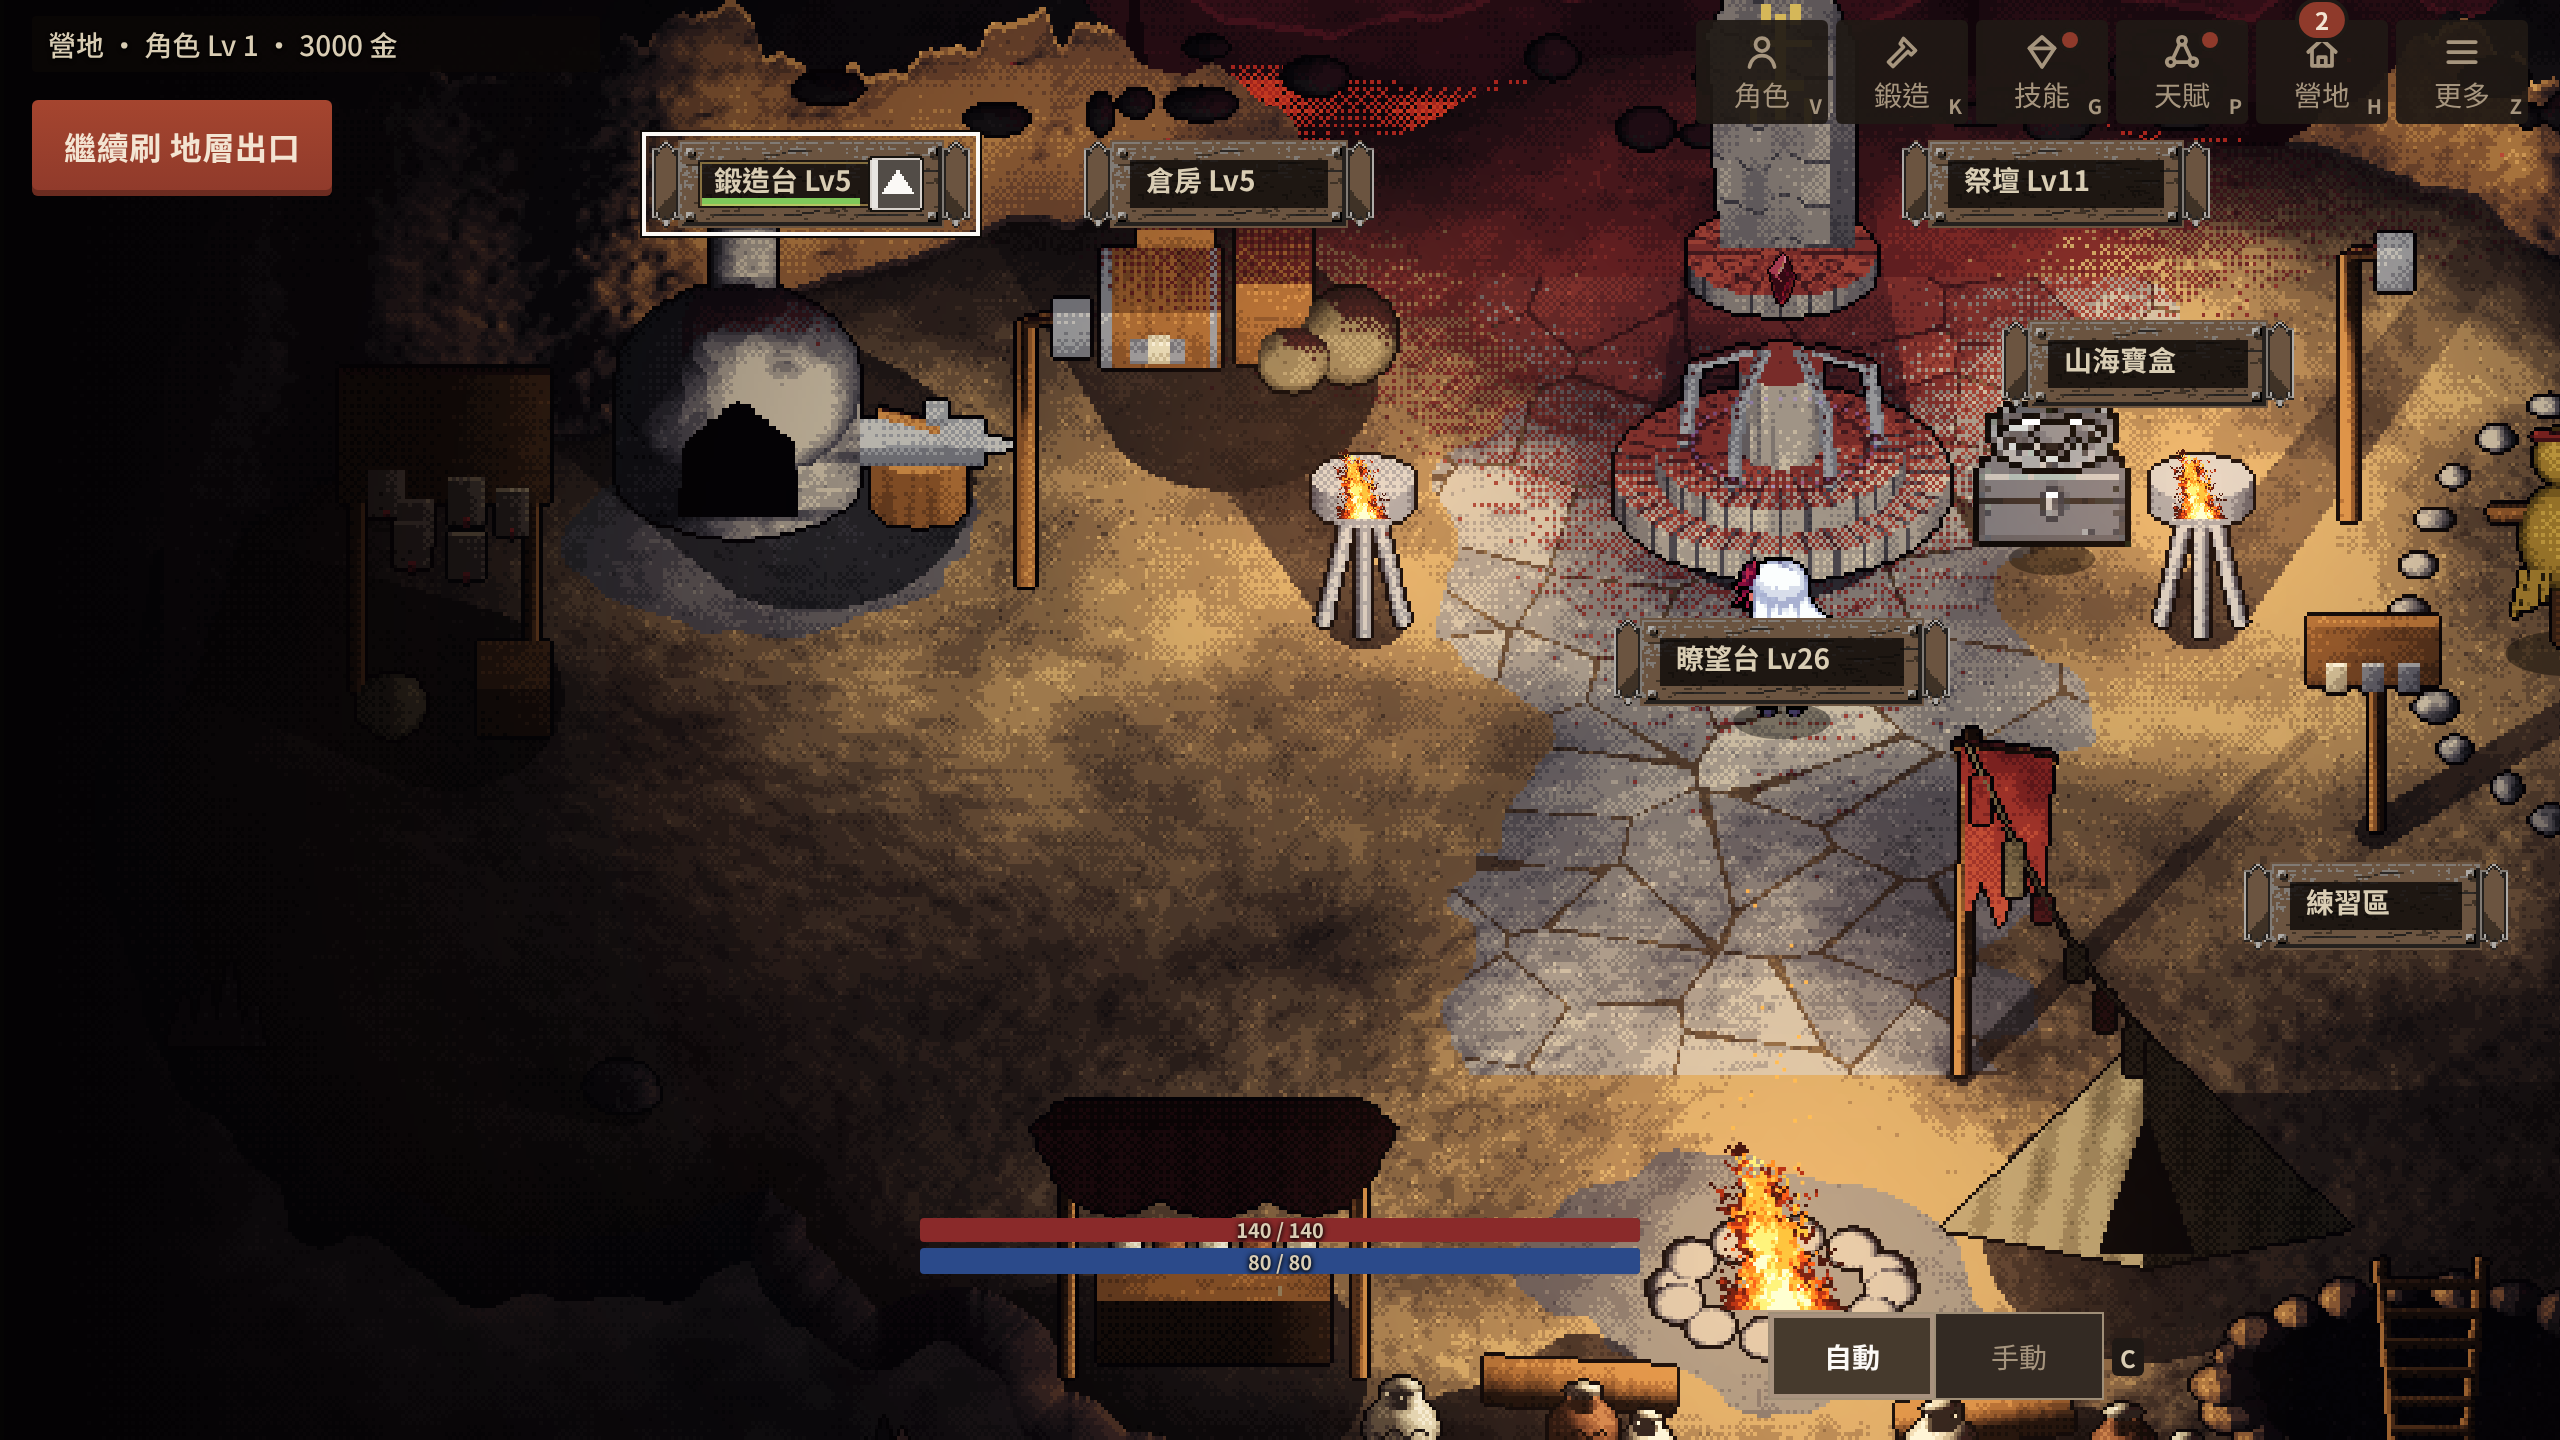 營地 · 角色 Lv 1 · 3000 金
繼續刷 地層出口
2
角色 V
鍛造 K
技能 G
天賦 P
營地 H
更多 Z
鍛造台 Lv5
倉房 Lv5
祭壇 Lv11
山海寶盒
瞭望台 Lv26
練習區
140 / 140
80 / 80
自動
手動
C